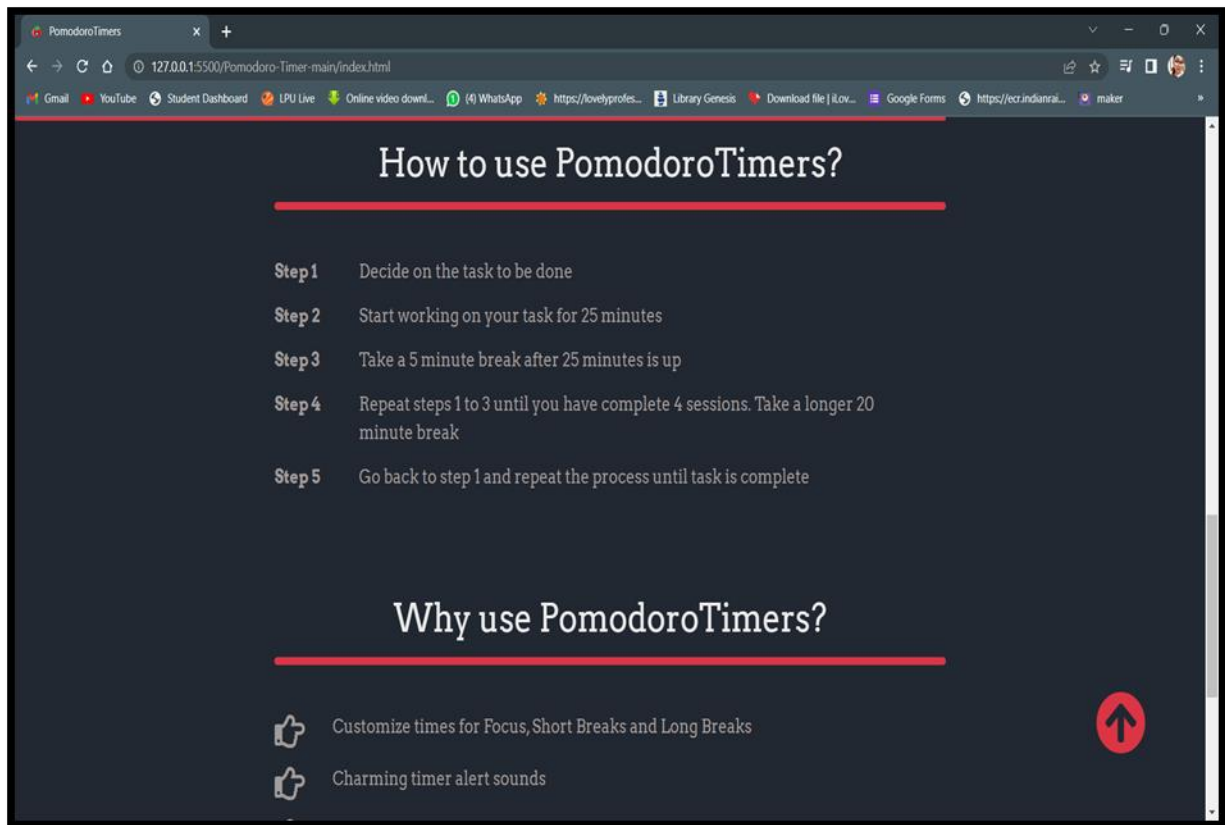 PomodoroTimers
127.0.0.1:5500/Pomodoro-Timer-main/index.html
Gmail YouTube Student Dashboard LPU Live Online video downl... (4) WhatsApp https://lovelyprofes... Library Genesis Download file | iLov... Google Forms https://ecr.indianrai... maker »
How to use PomodoroTimers?
Step 1 Decide on the task to be done
Step 2 Start working on your task for 25 minutes
Step 3 Take a 5 minute break after 25 minutes is up
Step 4 Repeat steps 1 to 3 until you have complete 4 sessions. Take a longer 20
minute break
Step 5 Go back to step 1 and repeat the process until task is complete
Why use PomodoroTimers?
Customize times for Focus, Short Breaks and Long Breaks
Charming timer alert sounds